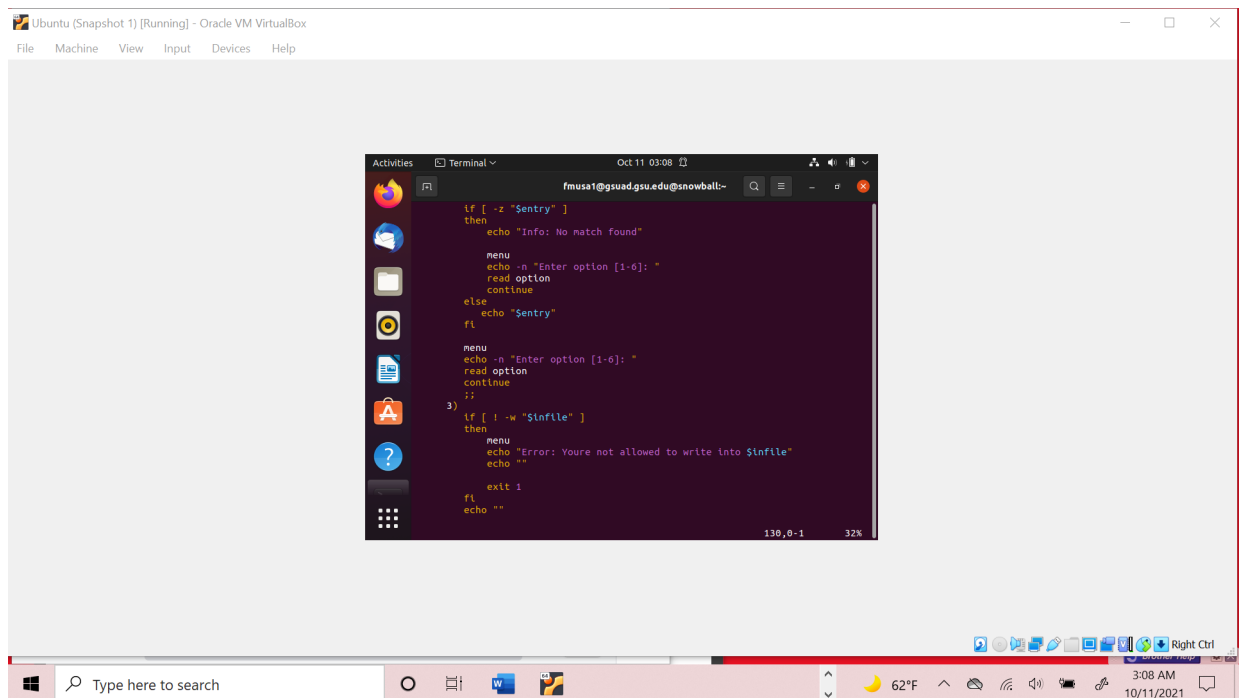 Ubuntu (Snapshot 1) [Running] - Oracle VM VirtualBox
File Machine View Input Devices Help
Activities Terminal Oct 11 03:08
fmusa1@gsuad.gsu.edu@snowball:~
if [ -z "$entry" ]
then
echo "Info: No match found"
menu
echo -n "Enter option [1-6]: "
read option
continue
else
echo "$entry"
fi
menu
echo -n "Enter option [1-6]: "
read option
continue
;;
3)
if [ ! -w "$infile" ]
then
menu
echo "Error: Youre not allowed to write into $infile"
echo ""
exit 1
fi
echo ""
130,0-1 32%
Right Ctrl
Brother Help
Type here to search
62°F
3:08 AM
10/11/2021